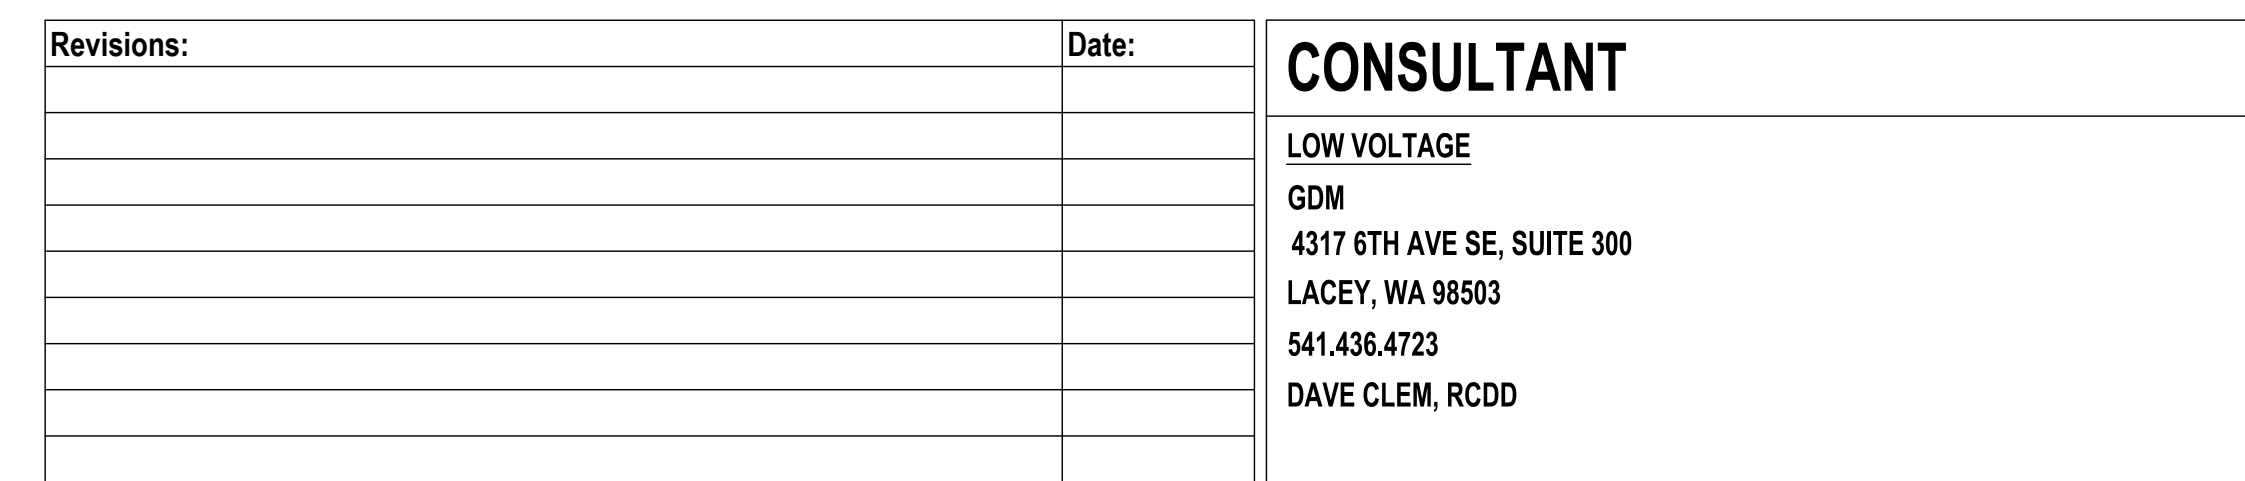 Revisions:
Date:
CONSULTANT
LOW VOLTAGE
GDM
4317 6TH AVE SE, SUITE 300
LACEY, WA 98503
541.436.4723
DAVE CLEM, RCDD